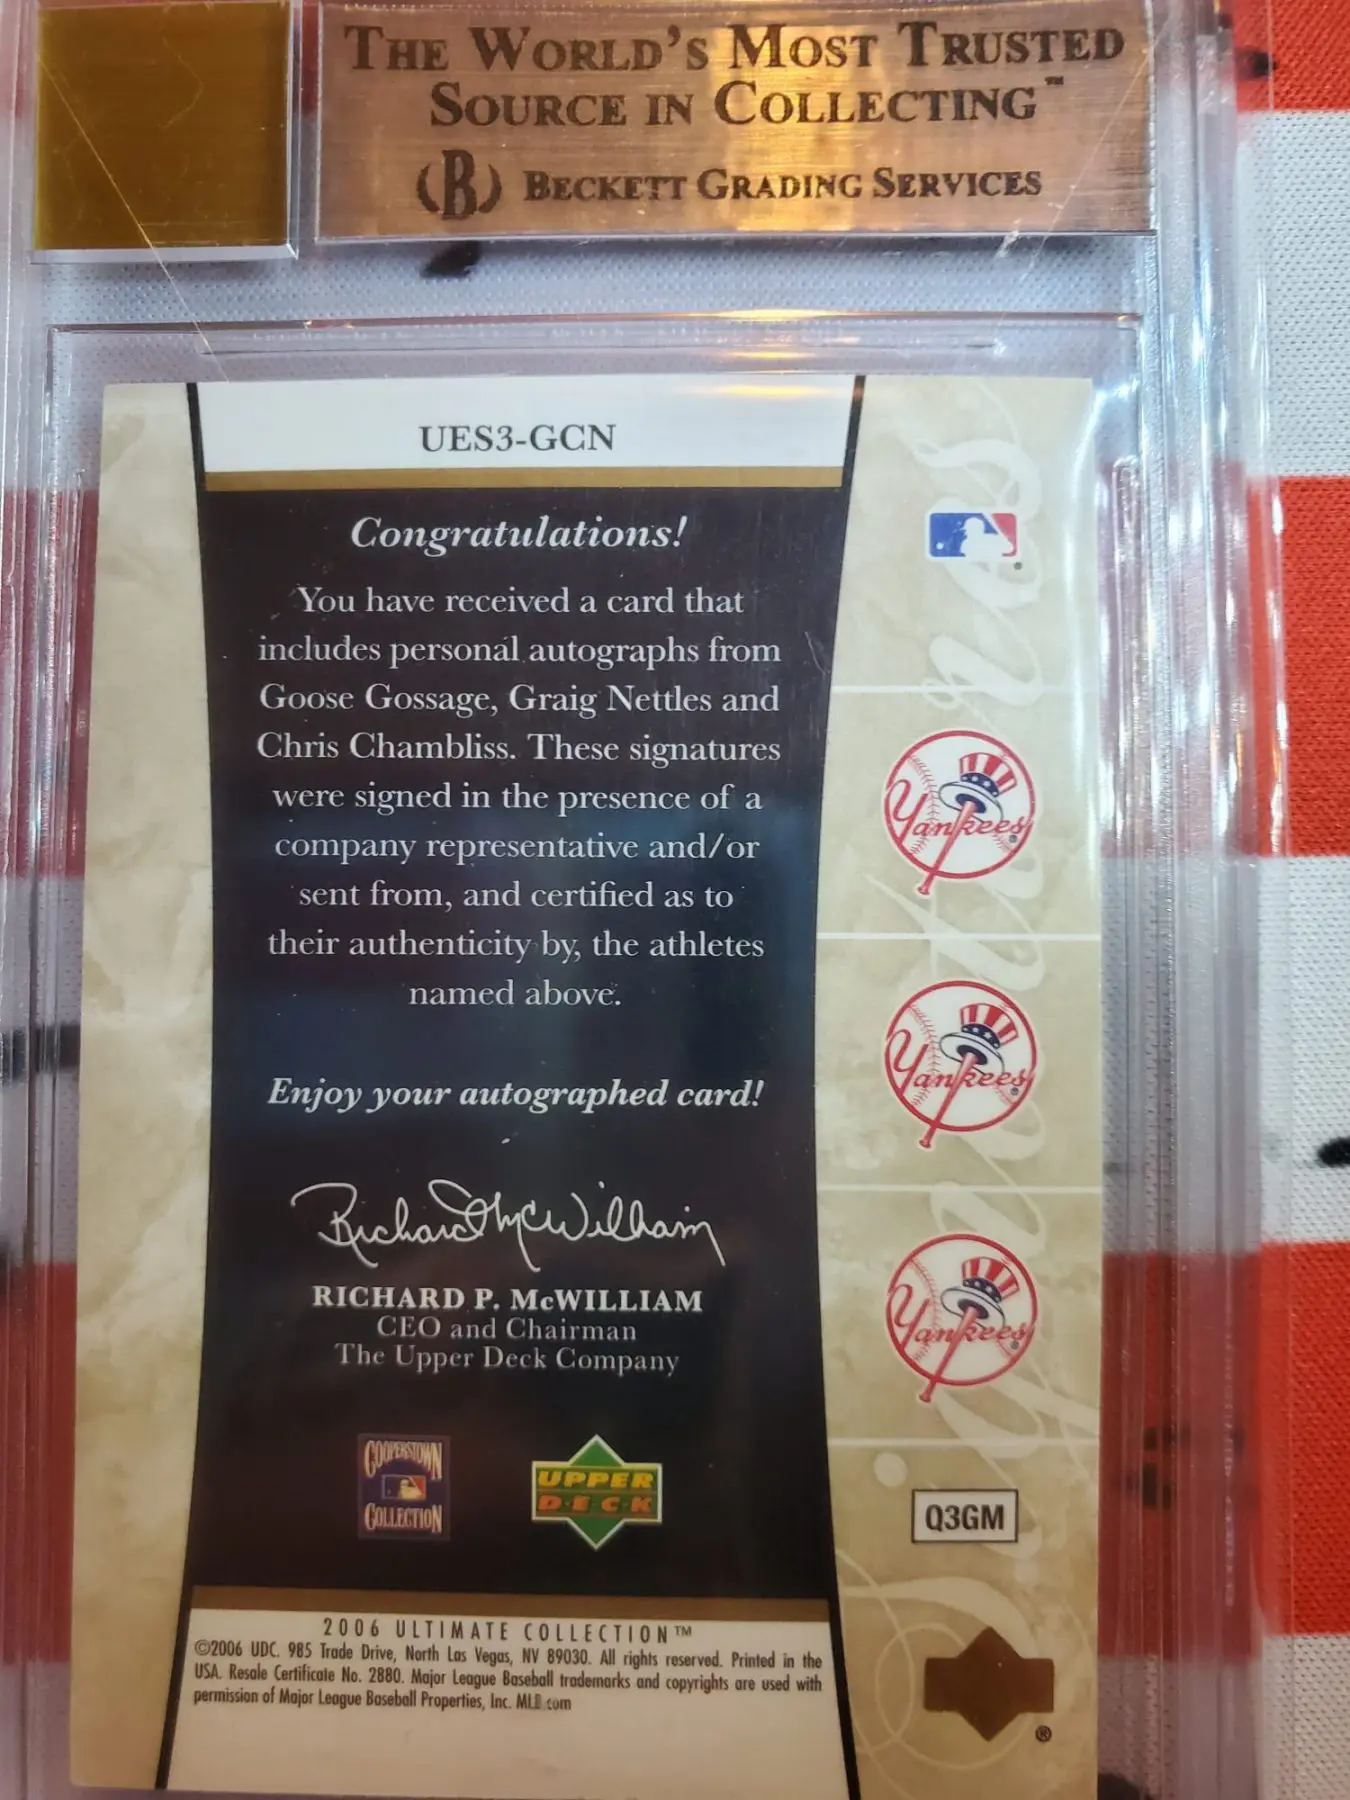 THE WORLD'S MOST TRUSTED
SOURCE IN COLLECTING™
(B) BECKETT GRADING SERVICES
UES3-GCN
Congratulations!
You have received a card that
includes personal autographs from
Goose Gossage, Graig Nettles and
Chris Chambliss. These signatures
were signed in the presence of a
company representative and/or
sent from, and certified as to
their authenticity by, the athletes
named above.
Enjoy your autographed card!
Richard McWilliam
RICHARD P. McWILLIAM
CEO and Chairman
The Upper Deck Company
COOPERSTOWN
COLLECTION
UPPER
DECK
2006 ULTIMATE COLLECTION™
©2006 UDC. 985 Trade Drive, North Las Vegas, NV 89030. All rights reserved. Printed in the
USA. Resale Certificate No. 2880. Major League Baseball trademarks and copyrights are used with
permission of Major League Baseball Properties, Inc. MLB.com
signatures
Yankees®
Yankees®
Yankees®
Q3GM
®